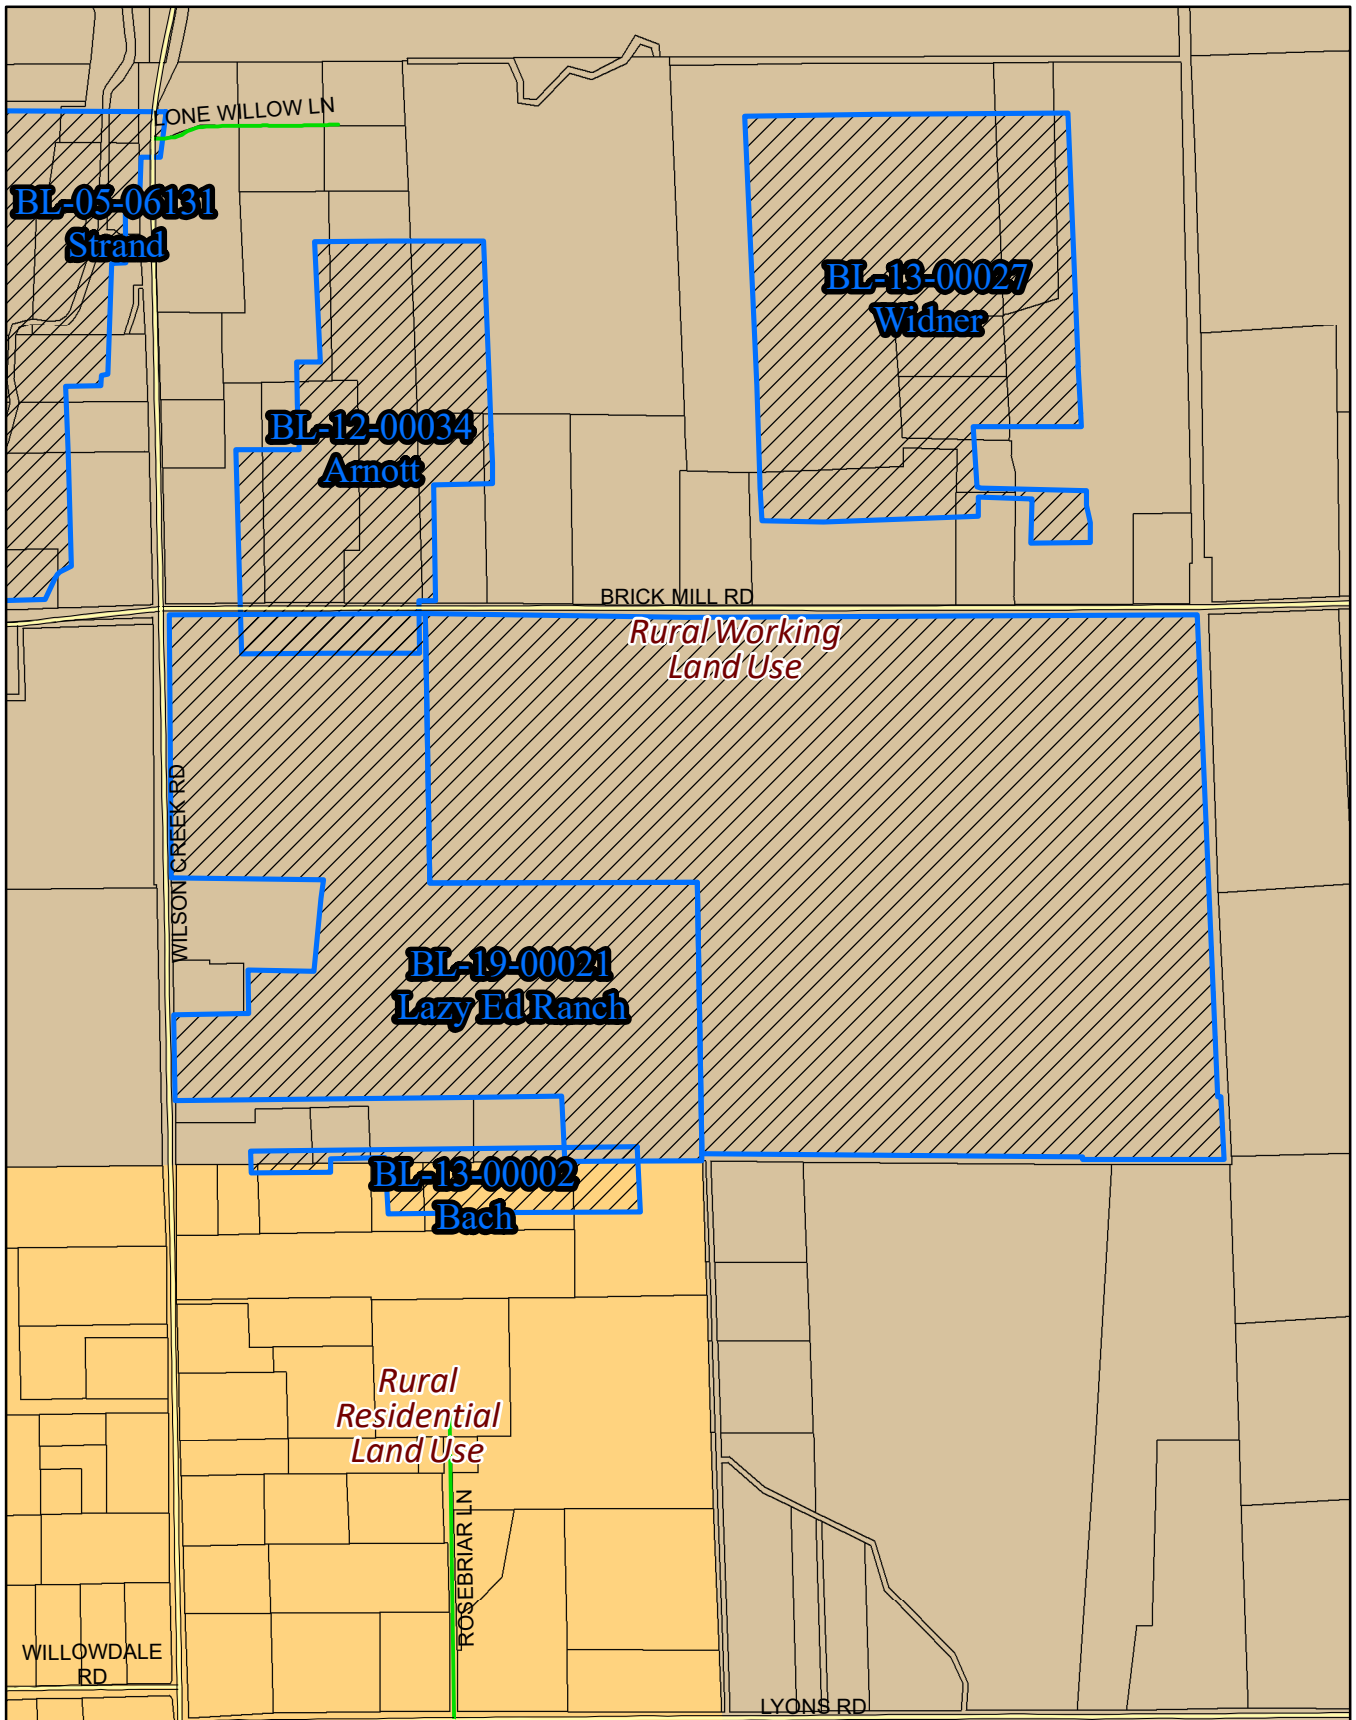 LONE WILLOW LN
BL-05-06131
Strand
BL-13-00027
Widner
BL-12-00034
Arnott
BRICK MILL RD
Rural Working
Land Use
WILSON CREEK RD
BL-19-00021
Lazy Ed Ranch
BL-13-00002
Bach
Rural
Residential
Land Use
ROSEBRIAR LN
WILLOWDALE
RD
LYONS RD